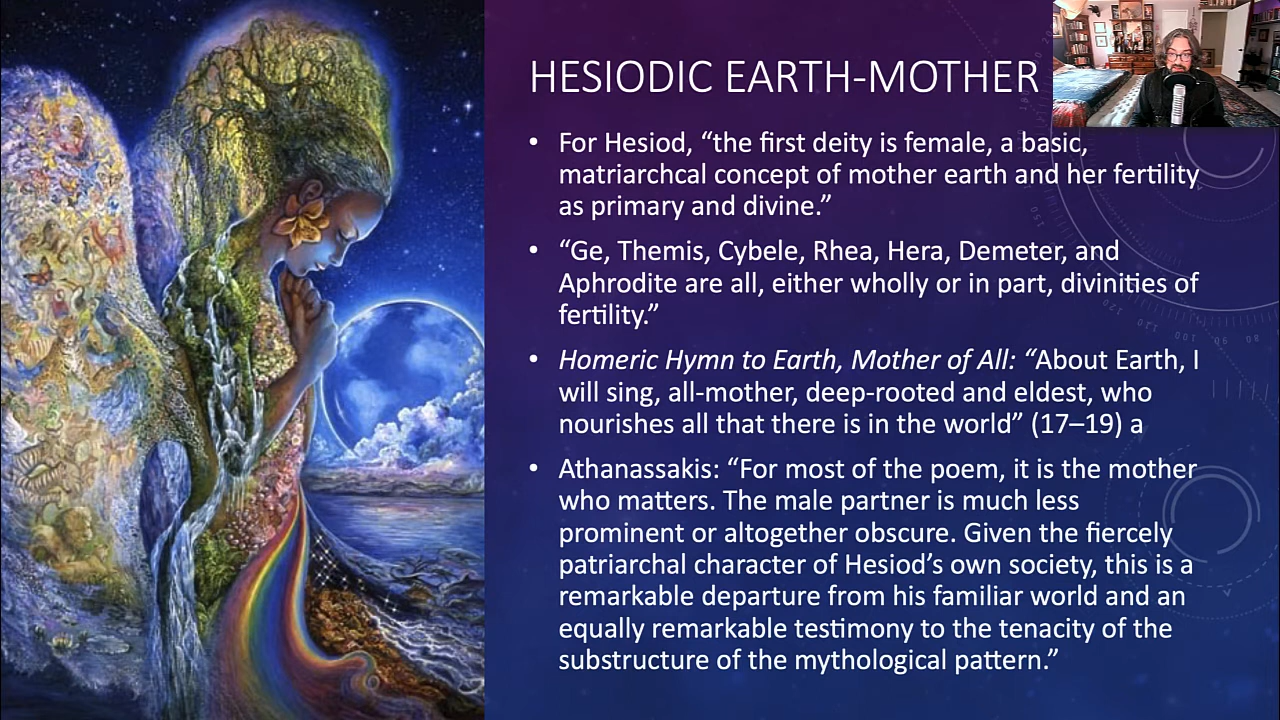 HESIODIC EARTH-MOTHER
• For Hesiod, “the first deity is female, a basic,
matriarchcal concept of mother earth and her fertility
as primary and divine.”
• “Ge, Themis, Cybele, Rhea, Hera, Demeter, and
Aphrodite are all, either wholly or in part, divinities of
fertility.”
• Homeric Hymn to Earth, Mother of All: “About Earth, I
will sing, all-mother, deep-rooted and eldest, who
nourishes all that there is in the world” (17–19) a
• Athanassakis: “For most of the poem, it is the mother
who matters. The male partner is much less
prominent or altogether obscure. Given the fiercely
patriarchal character of Hesiod’s own society, this is a
remarkable departure from his familiar world and an
equally remarkable testimony to the tenacity of the
substructure of the mythological pattern.”